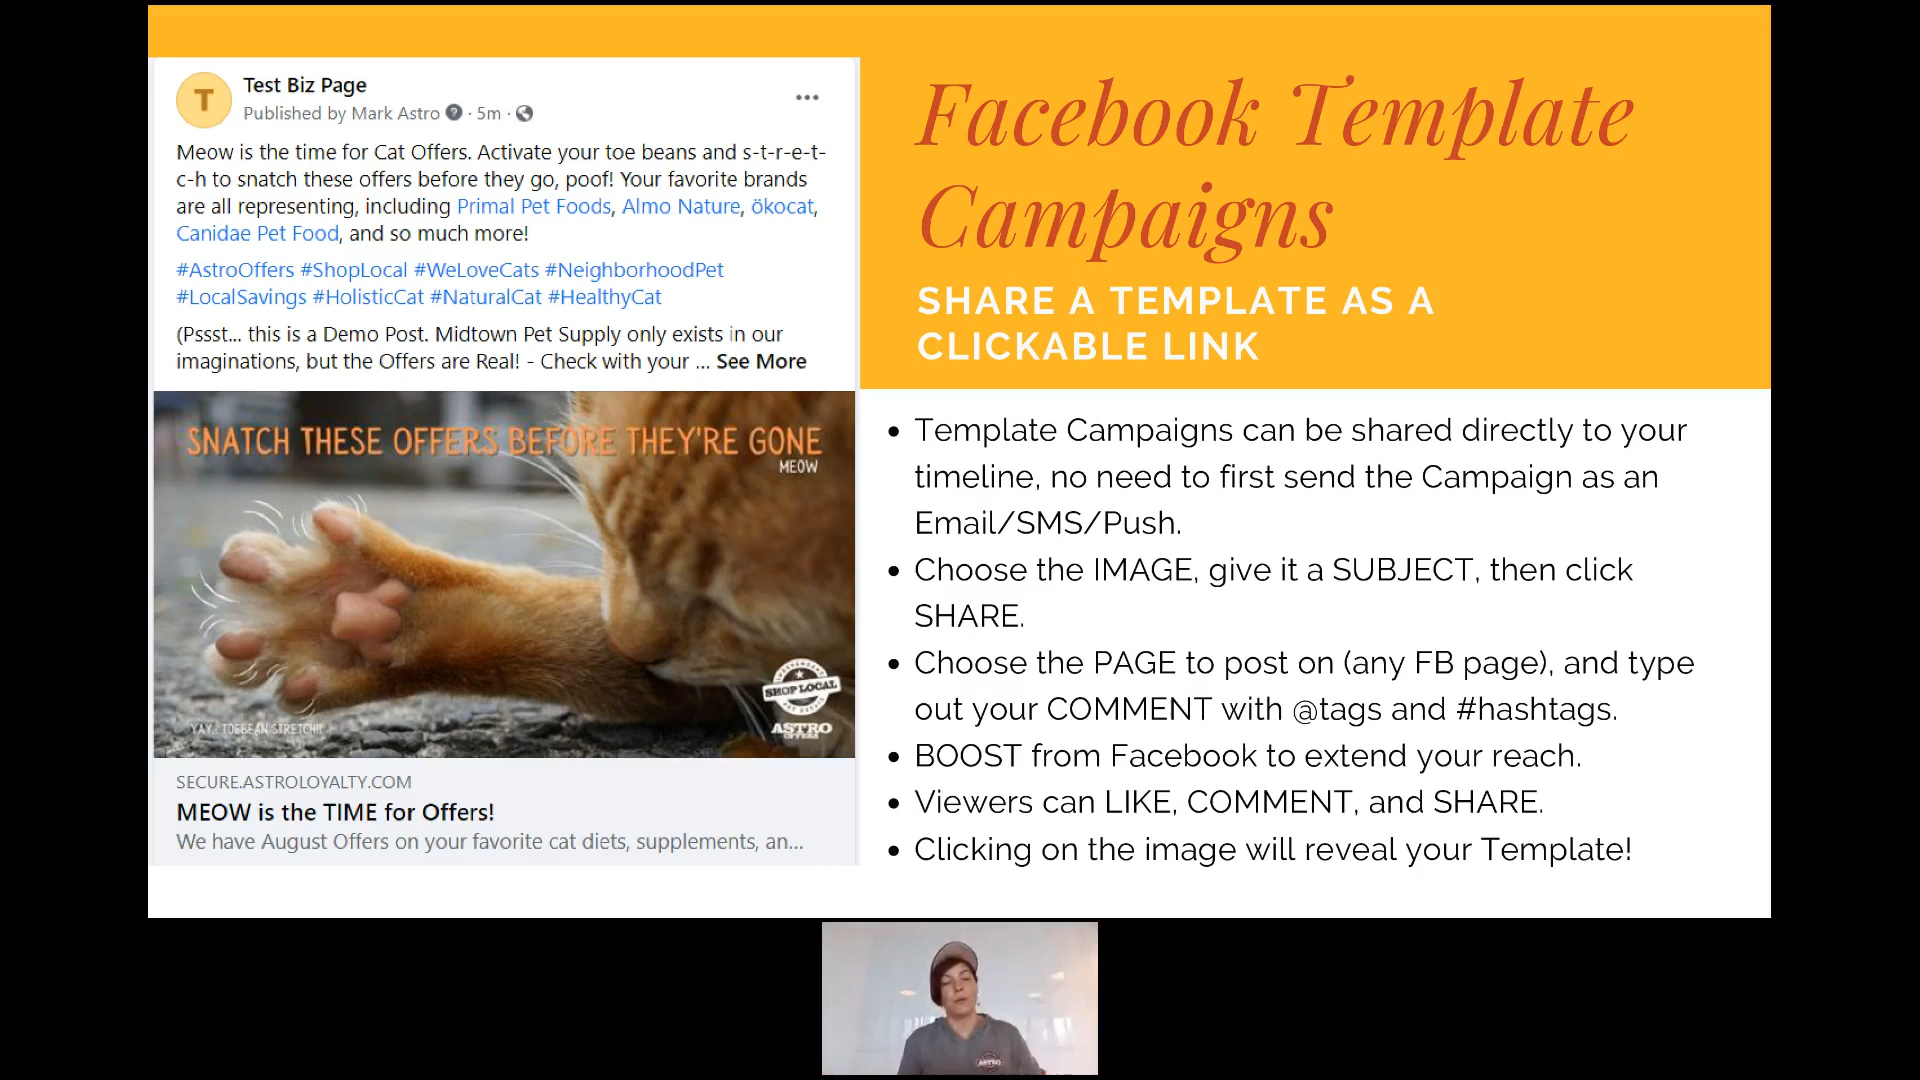 Test Biz Page
Published by Mark Astro · 5m ·
Meow is the time for Cat Offers. Activate your toe beans and s-t-r-e-t-
c-h to snatch these offers before they go, poof! Your favorite brands
are all representing, including Primal Pet Foods, Almo Nature, ökocat,
Canidae Pet Food, and so much more!
#AstroOffers #ShopLocal #WeLoveCats #NeighborhoodPet
#LocalSavings #HolisticCat #NaturalCat #HealthyCat
(Pssst... this is a Demo Post. Midtown Pet Supply only exists in our
imaginations, but the Offers are Real! - Check with your ... See More
SNATCH THESE OFFERS BEFORE THEY'RE GONE
MEOW
SHOP LOCAL
YAY.. TOEBEAN STRETCH!!
ASTRO
OFFERS
SECURE.ASTROLOYALTY.COM
MEOW is the TIME for Offers!
We have August Offers on your favorite cat diets, supplements, an...
Facebook Template
Campaigns
SHARE A TEMPLATE AS A
CLICKABLE LINK
• Template Campaigns can be shared directly to your
timeline, no need to first send the Campaign as an
Email/SMS/Push.
• Choose the IMAGE, give it a SUBJECT, then click
SHARE.
• Choose the PAGE to post on (any FB page), and type
out your COMMENT with @tags and #hashtags.
• BOOST from Facebook to extend your reach.
• Viewers can LIKE, COMMENT, and SHARE.
• Clicking on the image will reveal your Template!
ASTRO